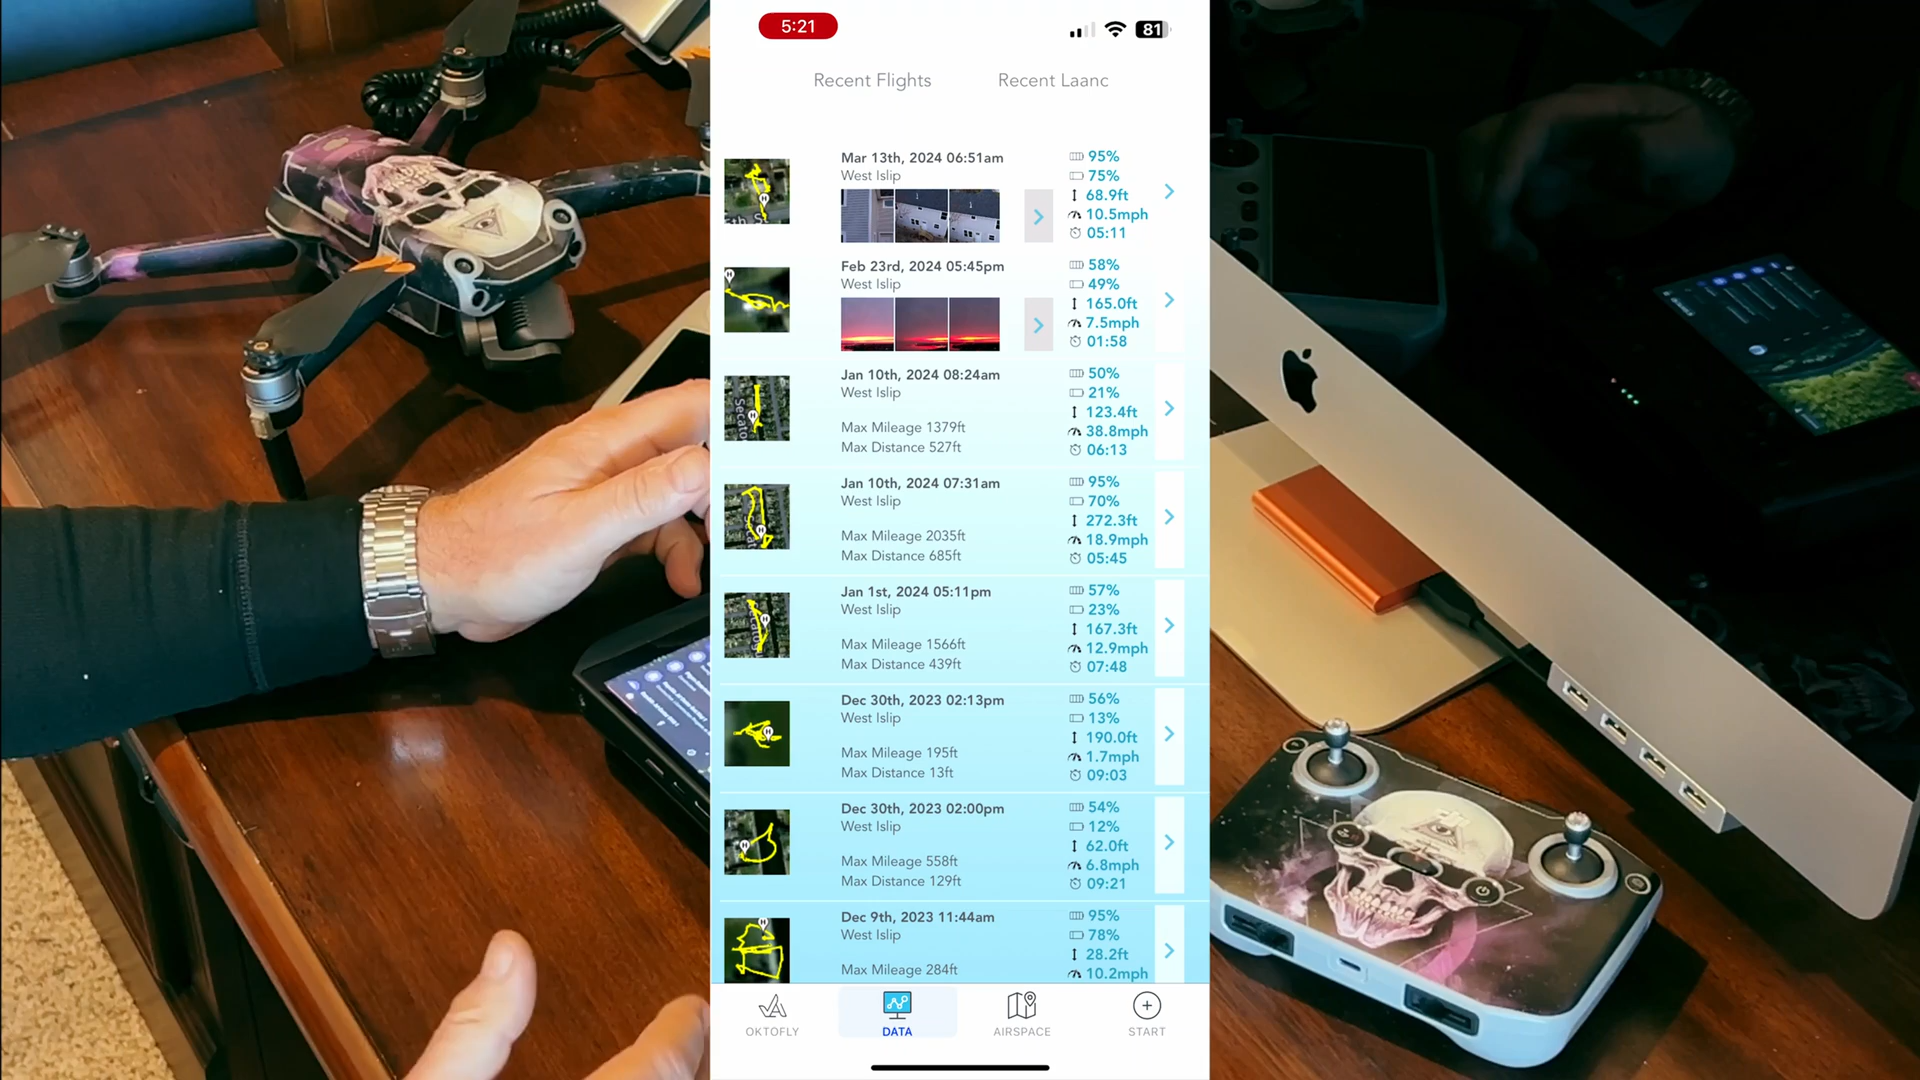 5:21
81
Recent Flights
Recent Laanc
Mar 13th, 2024 06:51am
West Islip
95%
75%
68.9ft
10.5mph
05:11
Feb 23rd, 2024 05:45pm
West Islip
58%
49%
165.0ft
7.5mph
01:58
Jan 10th, 2024 08:24am
West Islip
Max Mileage 1379ft
Max Distance 527ft
50%
21%
123.4ft
38.8mph
06:13
Jan 10th, 2024 07:31am
West Islip
Max Mileage 2035ft
Max Distance 685ft
95%
70%
272.3ft
18.9mph
05:45
Jan 1st, 2024 05:11pm
West Islip
Max Mileage 1566ft
Max Distance 439ft
57%
23%
167.3ft
12.9mph
07:48
Dec 30th, 2023 02:13pm
West Islip
Max Mileage 195ft
Max Distance 13ft
56%
13%
190.0ft
1.7mph
09:03
Dec 30th, 2023 02:00pm
West Islip
Max Mileage 558ft
Max Distance 129ft
54%
12%
62.0ft
6.8mph
09:21
Dec 9th, 2023 11:44am
West Islip
Max Mileage 284ft
95%
78%
28.2ft
10.2mph
OKTOFLY
DATA
AIRSPACE
START